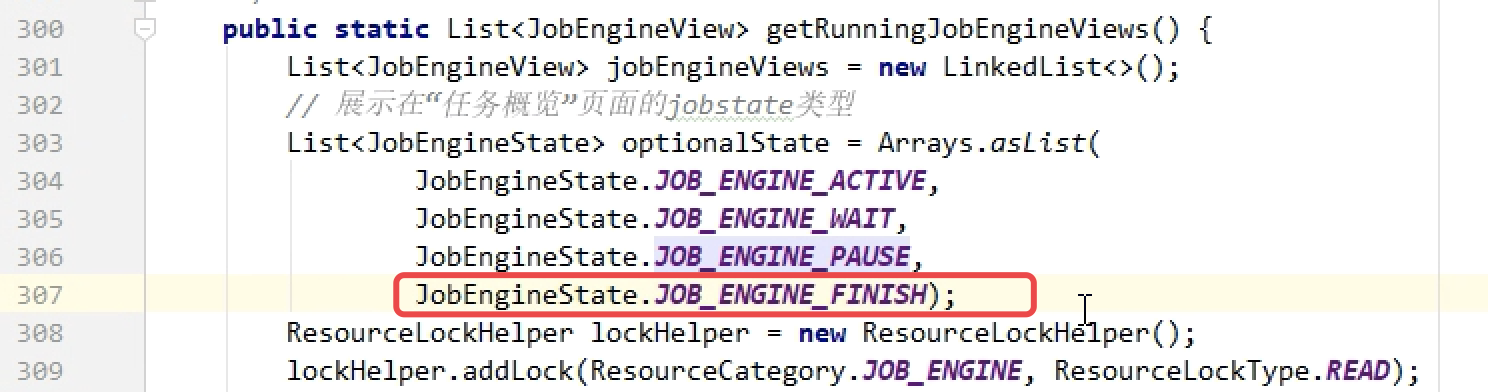 300 public static List<JobEngineView> getRunningJobEngineViews() {
301 List<JobEngineView> jobEngineViews = new LinkedList<>();
302 // 展示在“任务概览”页面的jobstate类型
303 List<JobEngineState> optionalState = Arrays.asList(
304 JobEngineState.JOB_ENGINE_ACTIVE,
305 JobEngineState.JOB_ENGINE_WAIT,
306 JobEngineState.JOB_ENGINE_PAUSE,
307 JobEngineState.JOB_ENGINE_FINISH);
308 ResourceLockHelper lockHelper = new ResourceLockHelper();
309 lockHelper.addLock(ResourceCategory.JOB_ENGINE, ResourceLockType.READ);